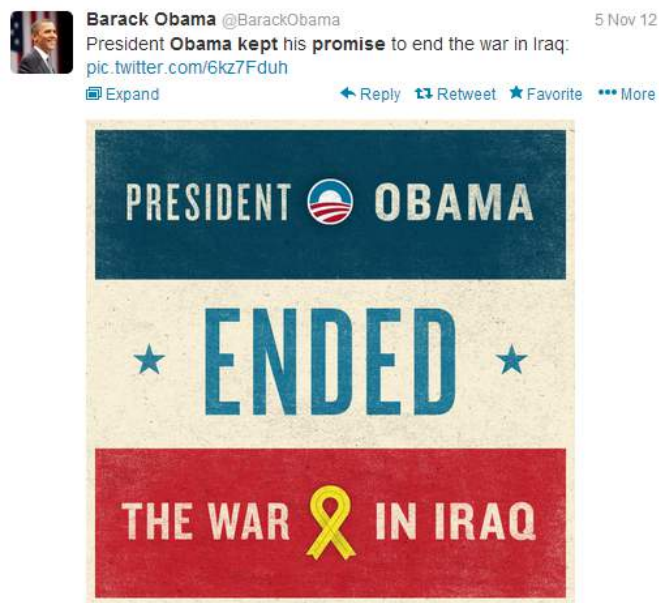 Barack Obama @BarackObama 5 Nov 12
President Obama kept his promise to end the war in Iraq:
pic.twitter.com/6kz7Fduh
Expand Reply Retweet Favorite More
PRESIDENT OBAMA
ENDED
THE WAR IN IRAQ